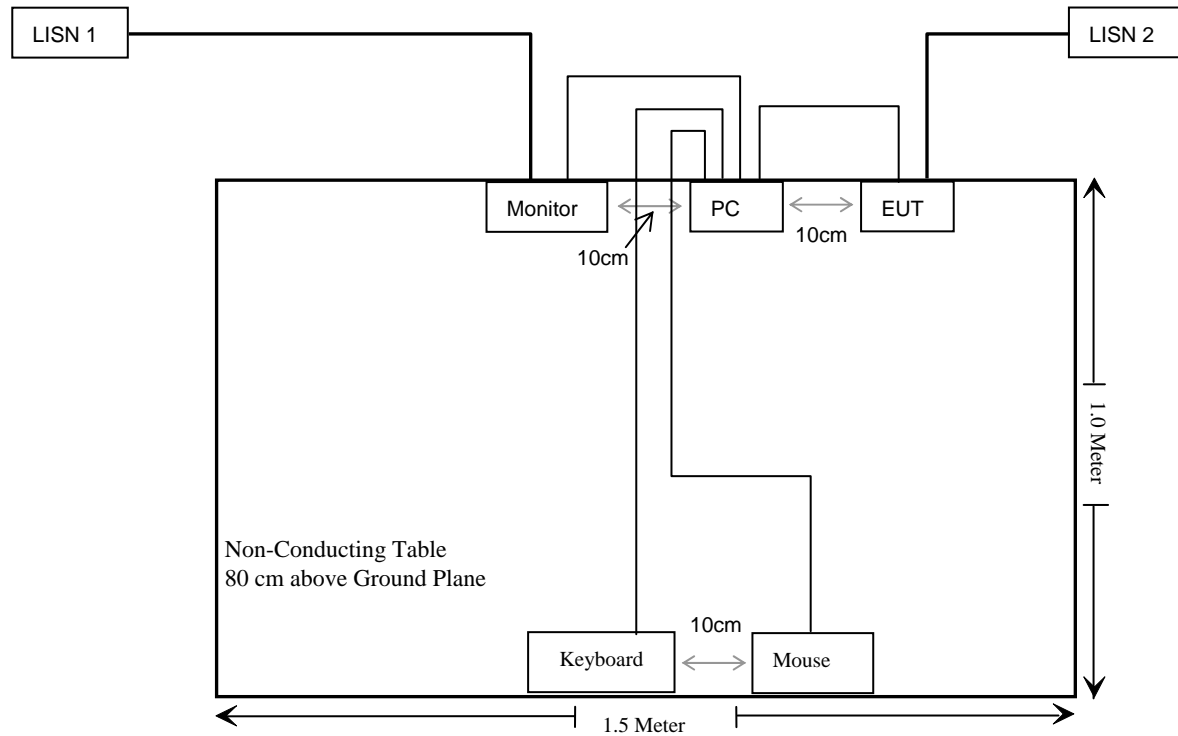 LISN 1
LISN 2
Monitor
PC
EUT
10cm
10cm
1.0 Meter
Non-Conducting Table
80 cm above Ground Plane
10cm
Keyboard
Mouse
1.5 Meter